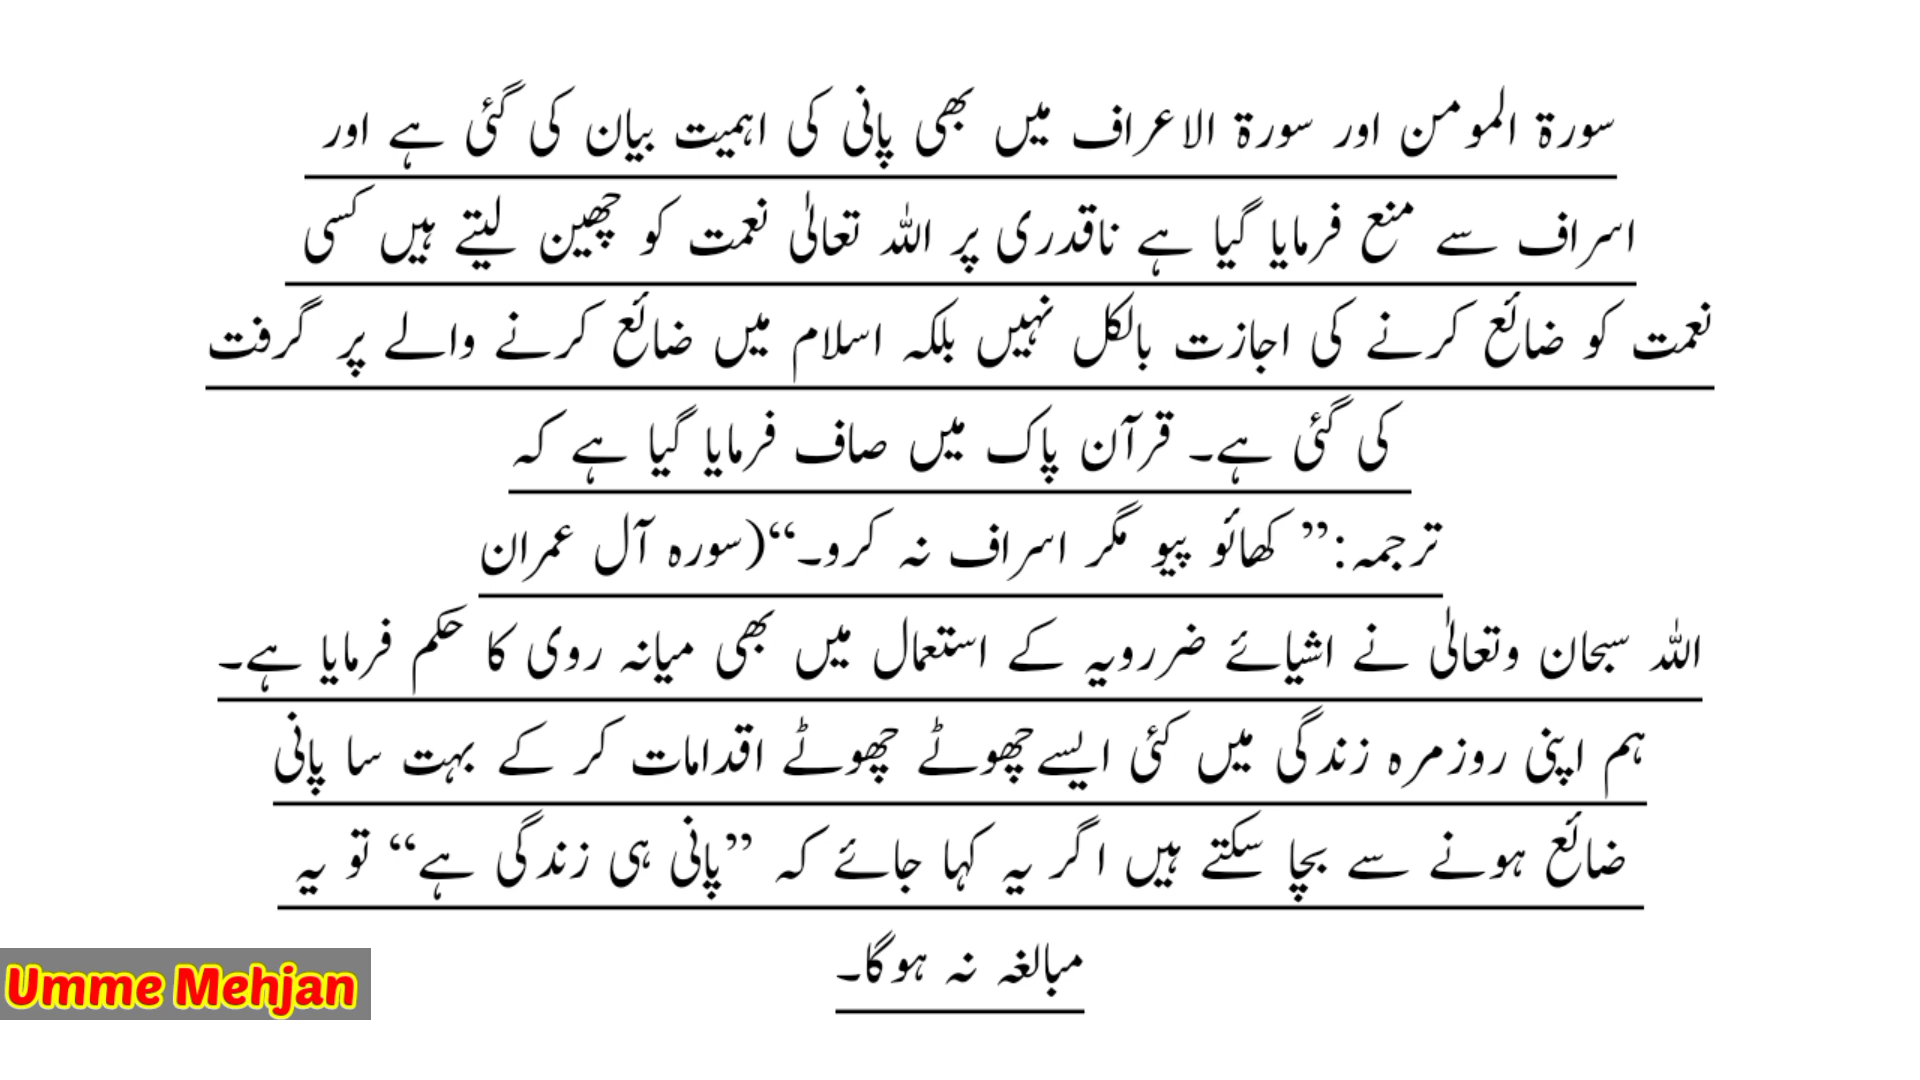 سورۃ المومن اور سورۃ الاعراف میں بھی پانی کی اہمیت بیان کی گئی ہے اور
اسراف سے منع فرمایا گیا ہے ناقدری پر اللہ تعالیٰ نعمت کو چھین لیتے ہیں کسی
نعمت کو ضائع کرنے کی اجازت بالکل نہیں بلکہ اسلام میں ضائع کرنے والے پر گرفت
کی گئی ہے۔ قرآن پاک میں صاف فرمایا گیا ہے کہ
ترجمہ:’’ کھائو پیو مگر اسراف نہ کرو۔‘‘(سورہ آل عمران
اللہ سبحان وتعالیٰ نے اشیائے ضررویہ کے استعمال میں بھی میانہ روی کا حکم فرمایا ہے۔
ہم اپنی روزمرہ زندگی میں کئی ایسے چھوٹے چھوٹے اقدامات کر کے بہت سا پانی
ضائع ہونے سے بچا سکتے ہیں اگر یہ کہا جائے کہ ’’پانی ہی زندگی ہے‘‘ تو یہ
مبالغہ نہ ہوگا۔
Umme Mehjan